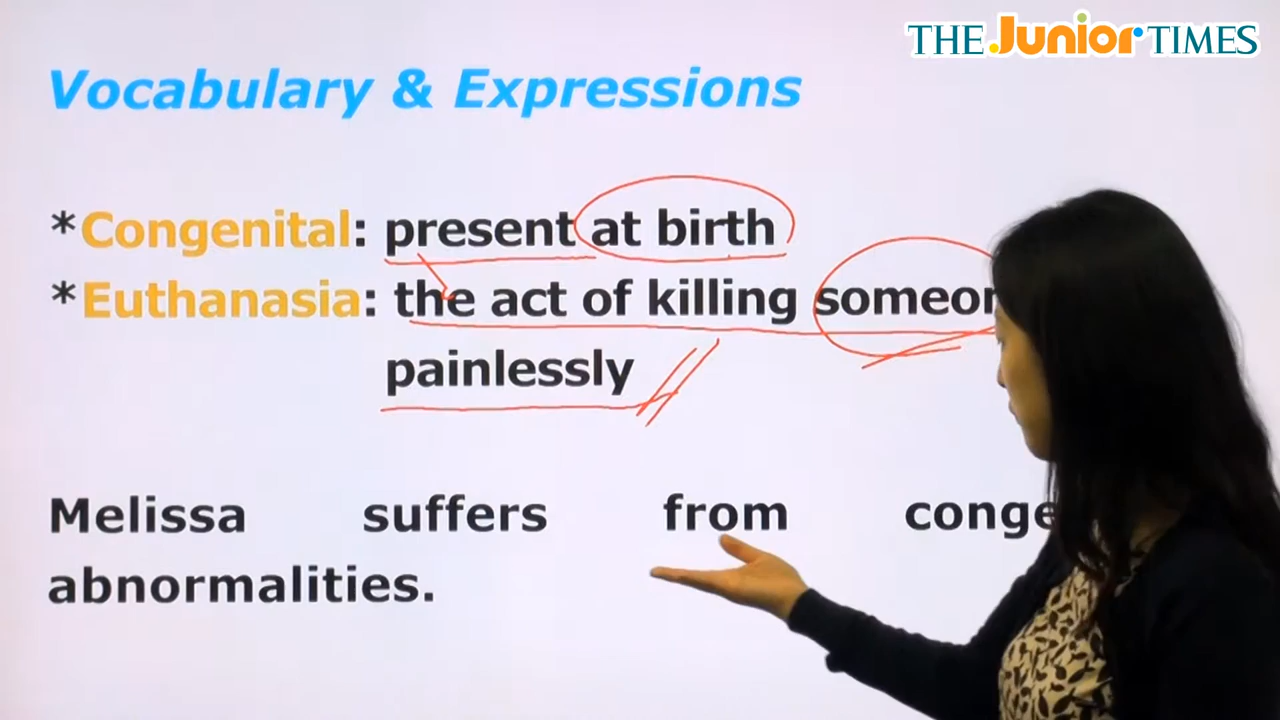 THE Junior TIMES
Vocabulary & Expressions
*Congenital: present at birth
*Euthanasia: the act of killing
painlessly
Melissa suffers from
abnormalities.